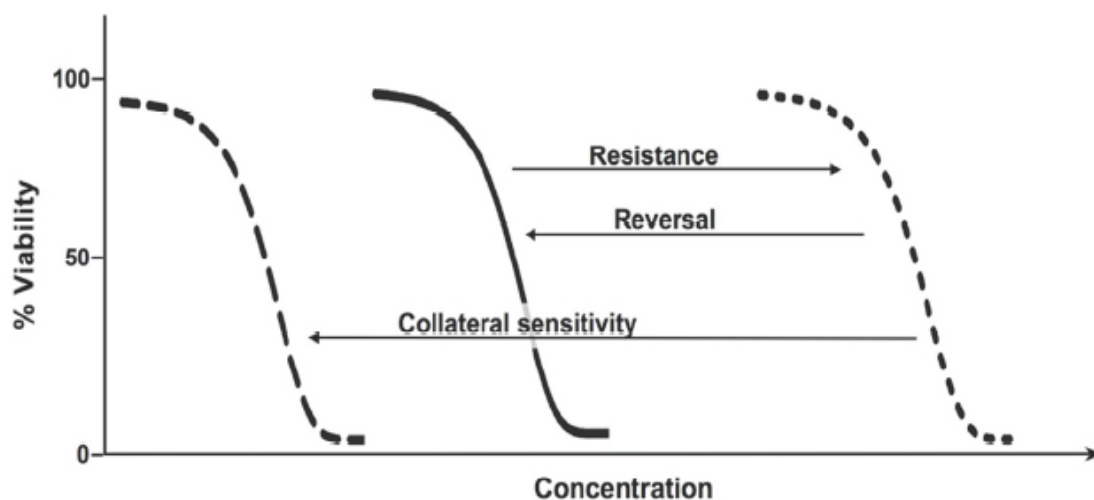 100
Resistance
Reversal
% Viability
50
Collateral sensitivity
0
Concentration